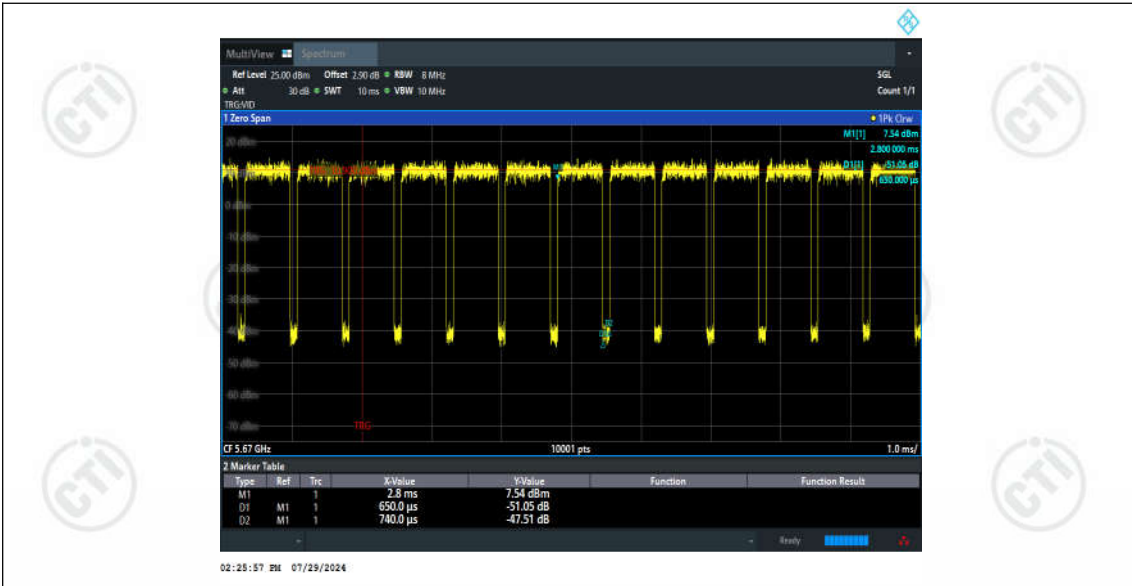 MultiView Spectrum
Ref Level 25.00 dBm Offset 2.90 dB RBW 8 MHz SGL
Att 30 dB SWT 10 ms VBW 10 MHz Count 1/1
TRG:VID
1 Zero Span 1Pk Clrw
M1[1] 7.54 dBm
2.800 000 ms
D1[1] -51.05 dB
650.000 µs
20 dBm
0 dBm
-10 dBm
-20 dBm
-30 dBm
-40 dBm
-50 dBm
-60 dBm
-70 dBm
TRG
CF 5.67 GHz 10001 pts 1.0 ms/
2 Marker Table
Type Ref Trc X-Value Y-Value Function Function Result
M1 1 2.8 ms 7.54 dBm
D1 M1 1 650.0 µs -51.05 dB
D2 M1 1 740.0 µs -47.51 dB
Ready
02:25:57 PM 07/29/2024
CTI
CTI
CTI
CTI